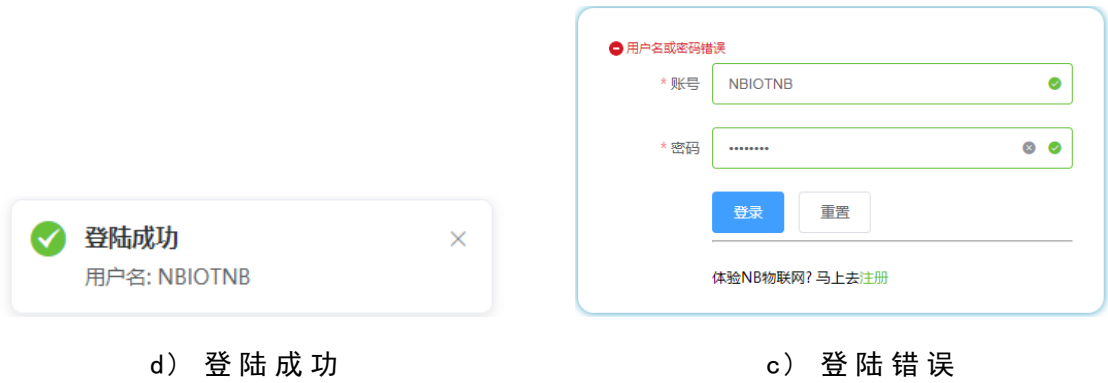 登陆成功
用户名: NBIOTNB
d） 登陆成功
用户名或密码错误
* 账号 NBIOTNB
* 密码 ••••••••
登录 重置
体验NB物联网? 马上去注册
c） 登陆错误